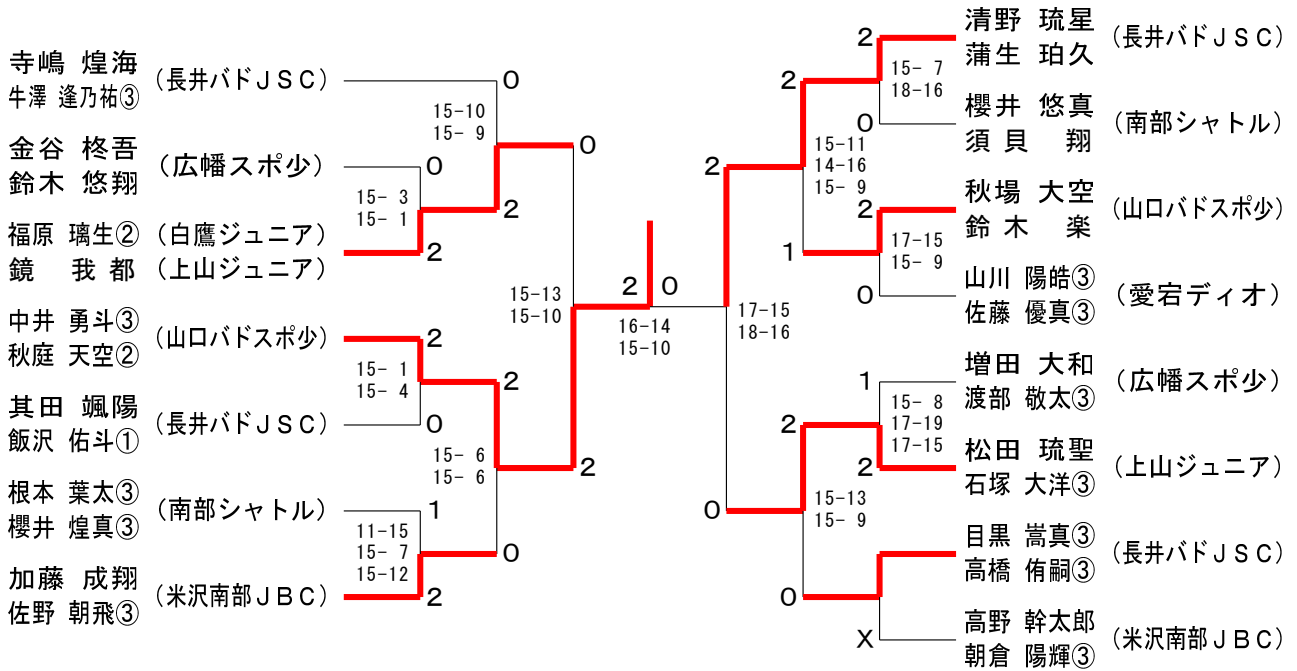 寺嶋 煌海
牛澤 逢乃祐③
(長井バドJSC)
0
15-10
15- 9
金谷 柊吾
鈴木 悠翔
(広幡スポ少)
0
15- 3
15- 1
2
0
福原 璃生② (白鷹ジュニア)
鏡 我都 (上山ジュニア)
2
15-13
15-10
中井 勇斗③
秋庭 天空②
(山口バドスポ少)
2
15- 1
15- 4
2
其田 颯陽
飯沢 佑斗①
(長井バドJSC)
0
15- 6
15- 6
2
根本 葉太③
櫻井 煌真③
(南部シャトル)
1
11-15
15- 7
15-12
0
加藤 成翔
佐野 朝飛③
(米沢南部JBC)
2
2 0
16-14
15-10
清野 琉星
蒲生 珀久
(長井バドJSC)
2
15- 7
18-16
2
櫻井 悠真
須貝 翔
(南部シャトル)
0
15-11
14-16
15- 9
2
秋場 大空
鈴木 楽
(山口バドスポ少)
2
17-15
15- 9
1
山川 陽皓③
佐藤 優真③
(愛宕ディオ)
0
17-15
18-16
増田 大和
渡部 敬太③
(広幡スポ少)
1
15- 8
17-19
17-15
2
松田 琉聖
石塚 大洋③
(上山ジュニア)
2
15-13
15- 9
0
目黒 嵩真③
高橋 侑嗣③
(長井バドJSC)
0
高野 幹太郎
朝倉 陽輝③
(米沢南部JBC)
X